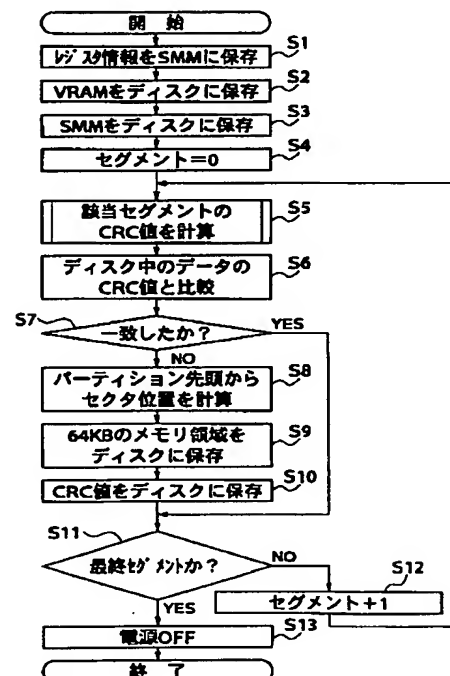 開 始
レジスタ情報をSMMに保存
S1
VRAMをディスクに保存
S2
SMMをディスクに保存
S3
セグメント=0
S4
該当セグメントの
CRC値を計算
S5
ディスク中のデータの
CRC値と比較
S6
S7
一致したか?
YES
NO
パーティション先頭から
セクタ位置を計算
S8
64KBのメモリ領域を
ディスクに保存
S9
CRC値をディスクに保存
S10
S11
最終セグメントか?
NO
S12
セグメント+1
YES
電源OFF
S13
終 了